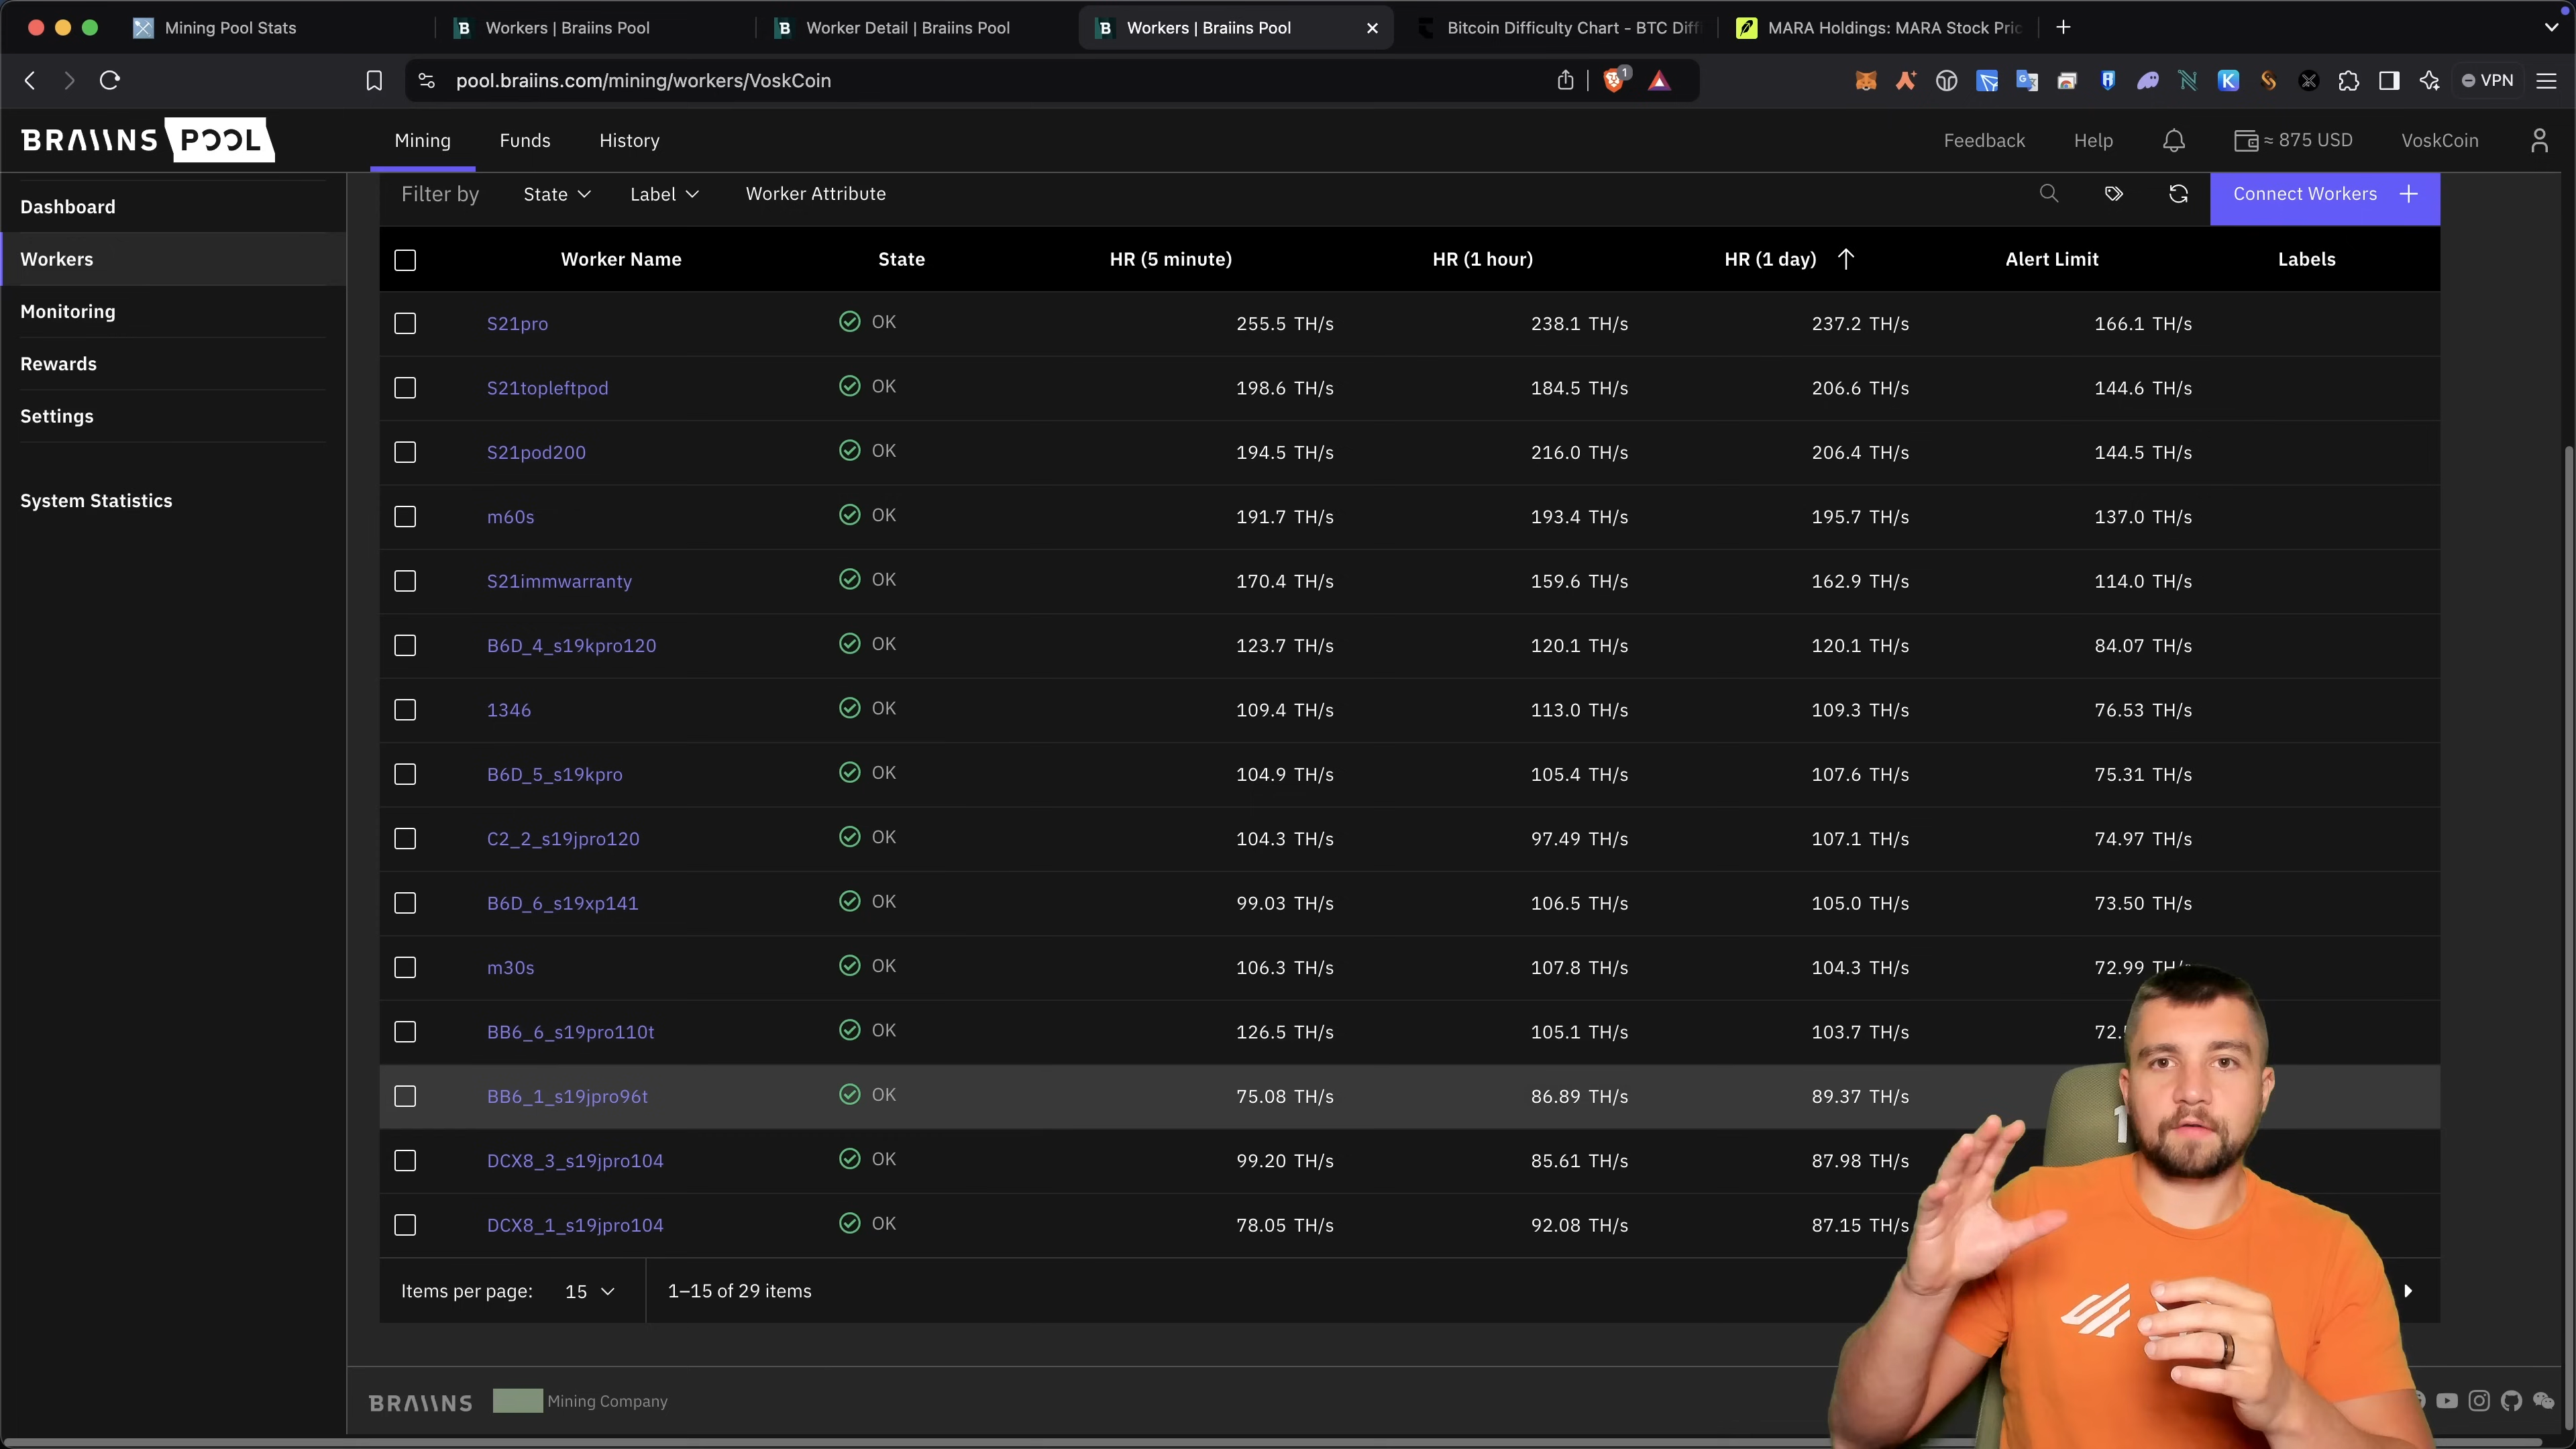 Mining Pool Stats
Workers | Braiins Pool
Worker Detail | Braiins Pool
Workers | Braiins Pool
Bitcoin Difficulty Chart - BTC Diffi
MARA Holdings: MARA Stock Pric
pool.braiins.com/mining/workers/VoskCoin
1
VPN
BRAIINS POOL
Mining
Funds
History
Feedback
Help
≈ 875 USD
VoskCoin
Dashboard
Workers
Monitoring
Rewards
Settings
System Statistics
Filter by State Label Worker Attribute
Connect Workers
Worker Name State HR (5 minute) HR (1 hour) HR (1 day) Alert Limit Labels
S21pro OK 255.5 TH/s 238.1 TH/s 237.2 TH/s 166.1 TH/s
S21topleftpod OK 198.6 TH/s 184.5 TH/s 206.6 TH/s 144.6 TH/s
S21pod200 OK 194.5 TH/s 216.0 TH/s 206.4 TH/s 144.5 TH/s
m60s OK 191.7 TH/s 193.4 TH/s 195.7 TH/s 137.0 TH/s
S21immwarranty OK 170.4 TH/s 159.6 TH/s 162.9 TH/s 114.0 TH/s
B6D_4_s19kpro120 OK 123.7 TH/s 120.1 TH/s 120.1 TH/s 84.07 TH/s
1346 OK 109.4 TH/s 113.0 TH/s 109.3 TH/s 76.53 TH/s
B6D_5_s19kpro OK 104.9 TH/s 105.4 TH/s 107.6 TH/s 75.31 TH/s
C2_2_s19jpro120 OK 104.3 TH/s 97.49 TH/s 107.1 TH/s 74.97 TH/s
B6D_6_s19xp141 OK 99.03 TH/s 106.5 TH/s 105.0 TH/s 73.50 TH/s
m30s OK 106.3 TH/s 107.8 TH/s 104.3 TH/s 72.99 TH/s
BB6_6_s19pro110t OK 126.5 TH/s 105.1 TH/s 103.7 TH/s 72.
BB6_1_s19jpro96t OK 75.08 TH/s 86.89 TH/s 89.37 TH/s
DCX8_3_s19jpro104 OK 99.20 TH/s 85.61 TH/s 87.98 TH/s
DCX8_1_s19jpro104 OK 78.05 TH/s 92.08 TH/s 87.15 TH/s
Items per page: 15 1–15 of 29 items
BRAIINS Mining Company